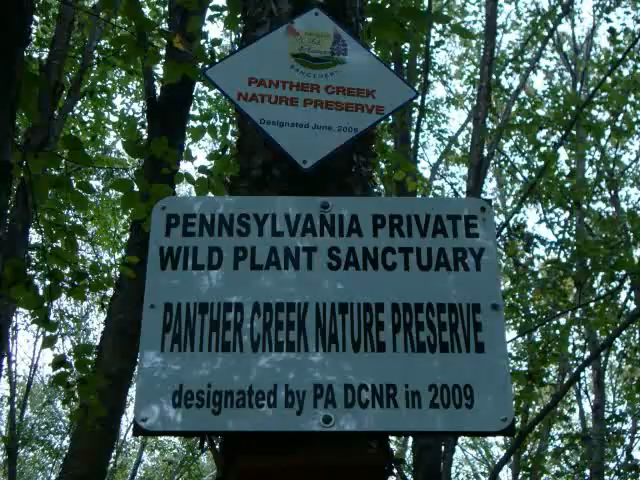 SANCTUARY
PANTHER CREEK
NATURE PRESERVE
Designated June, 2009
PENNSYLVANIA PRIVATE
WILD PLANT SANCTUARY
PANTHER CREEK NATURE PRESERVE
designated by PA DCNR in 2009